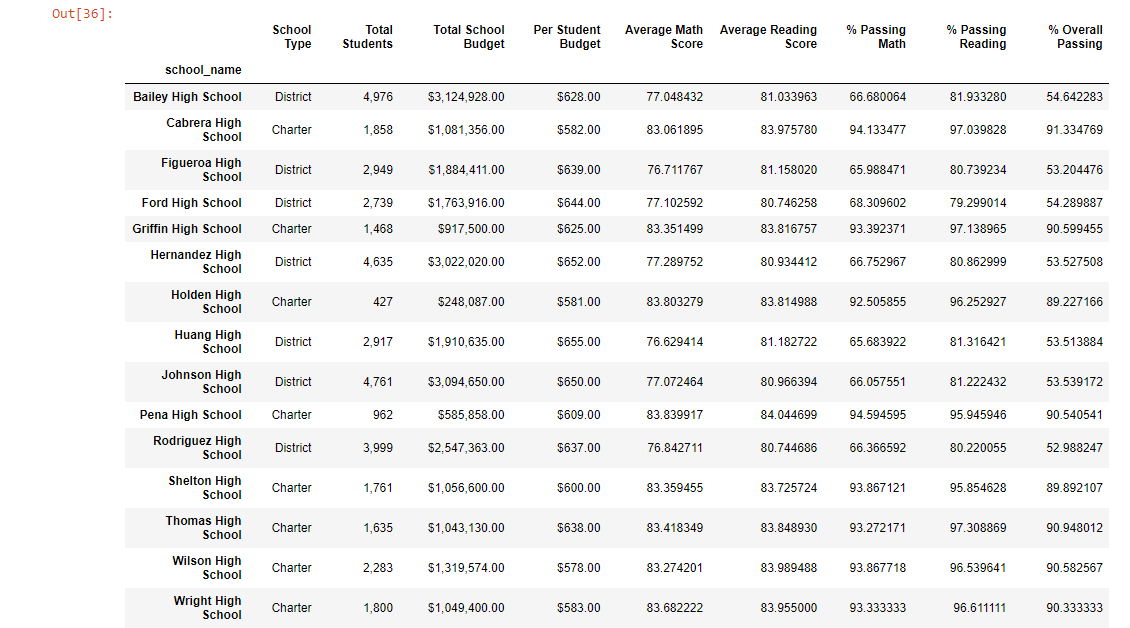 Out[36]:
School Type Total Students Total School Budget Per Student Budget Average Math Score Average Reading Score % Passing Math % Passing Reading % Overall Passing
school_name
Bailey High School District 4,976 $3,124,928.00 $628.00 77.048432 81.033963 66.680064 81.933280 54.642283
Cabrera High School Charter 1,858 $1,081,356.00 $582.00 83.061895 83.975780 94.133477 97.039828 91.334769
Figueroa High School District 2,949 $1,884,411.00 $639.00 76.711767 81.158020 65.988471 80.739234 53.204476
Ford High School District 2,739 $1,763,916.00 $644.00 77.102592 80.746258 68.309602 79.299014 54.289887
Griffin High School Charter 1,468 $917,500.00 $625.00 83.351499 83.816757 93.392371 97.138965 90.599455
Hernandez High School District 4,635 $3,022,020.00 $652.00 77.289752 80.934412 66.752967 80.862999 53.527508
Holden High School Charter 427 $248,087.00 $581.00 83.803279 83.814988 92.505855 96.252927 89.227166
Huang High School District 2,917 $1,910,635.00 $655.00 76.629414 81.182722 65.683922 81.316421 53.513884
Johnson High School District 4,761 $3,094,650.00 $650.00 77.072464 80.966394 66.057551 81.222432 53.539172
Pena High School Charter 962 $585,858.00 $609.00 83.839917 84.044699 94.594595 95.945946 90.540541
Rodriguez High School District 3,999 $2,547,363.00 $637.00 76.842711 80.744686 66.366592 80.220055 52.988247
Shelton High School Charter 1,761 $1,056,600.00 $600.00 83.359455 83.725724 93.867121 95.854628 89.892107
Thomas High School Charter 1,635 $1,043,130.00 $638.00 83.418349 83.848930 93.272171 97.308869 90.948012
Wilson High School Charter 2,283 $1,319,574.00 $578.00 83.274201 83.989488 93.867718 96.539641 90.582567
Wright High School Charter 1,800 $1,049,400.00 $583.00 83.682222 83.955000 93.333333 96.611111 90.333333